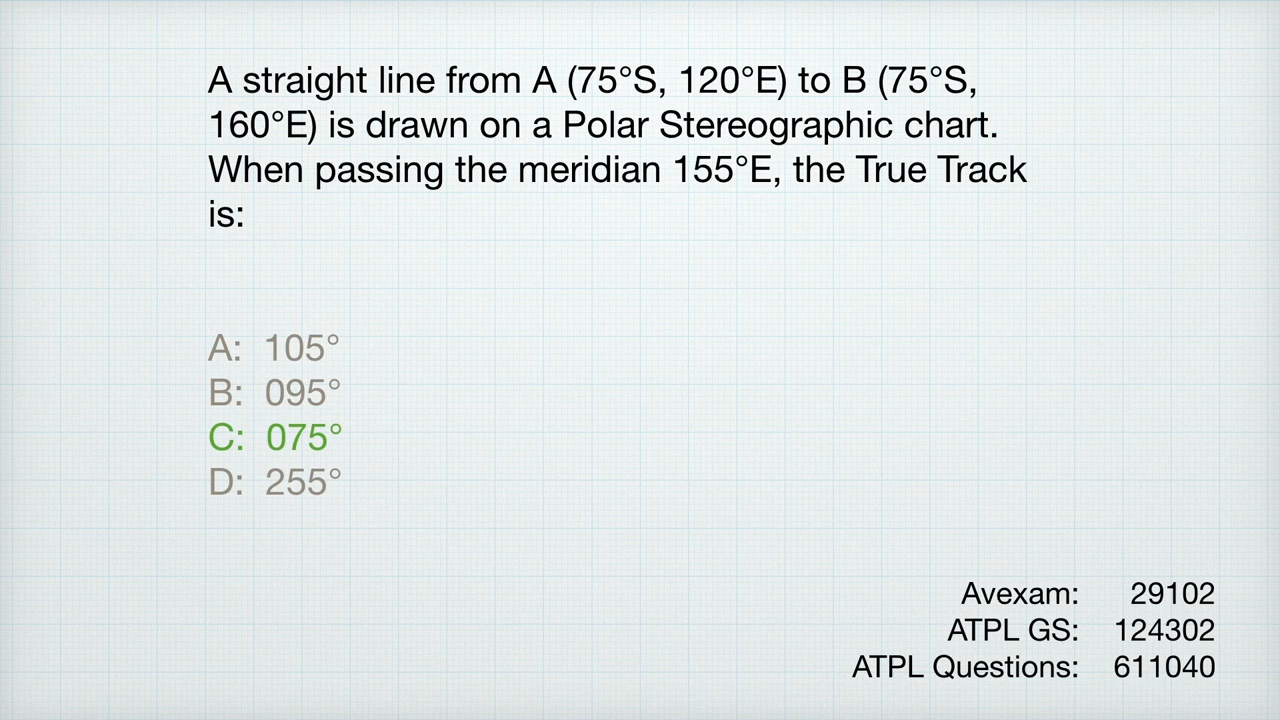 A straight line from A (75°S, 120°E) to B (75°S,
160°E) is drawn on a Polar Stereographic chart.
When passing the meridian 155°E, the True Track
is:
A: 105°
B: 095°
C: 075°
D: 255°
Avexam: 29102
ATPL GS: 124302
ATPL Questions: 611040